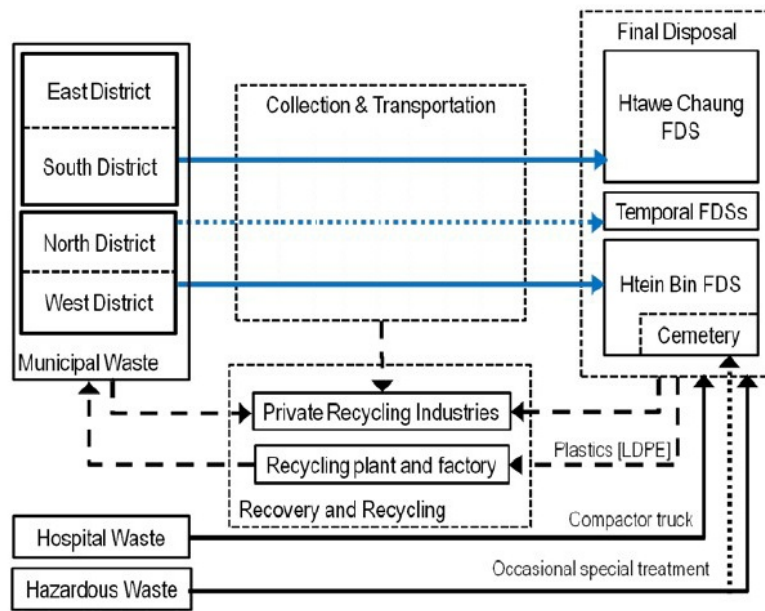 Final Disposal
East District
South District
North District
West District
Municipal Waste
Collection & Transportation
Htawe Chaung
FDS
Temporal FDSs
Htein Bin FDS
Cemetery
Private Recycling Industries
Recycling plant and factory
Recovery and Recycling
Plastics [LDPE]
Compactor truck
Hospital Waste
Occasional special treatment
Hazardous Waste